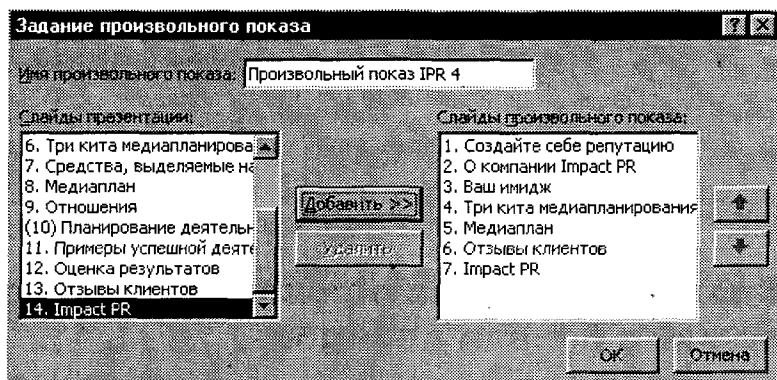 Задание произвольного показа
Имя произвольного показа: Произвольный показ IPR 4
Слайды презентации:
6. Три кита медиапланирова
7. Средства, выделяемые на
8. Медиаплан
9. Отношения
(10) Планирование деятельн
11. Примеры успешной деяте
12. Оценка результатов
13. Отзывы клиентов
14. Impact PR
Добавить >>
Удалить
Слайды произвольного показа:
1. Создайте себе репутацию
2. О компании Impact PR
3. Ваш имидж
4. Три кита медиапланирования
5. Медиаплан
6. Отзывы клиентов
7. Impact PR
OK
Отмена